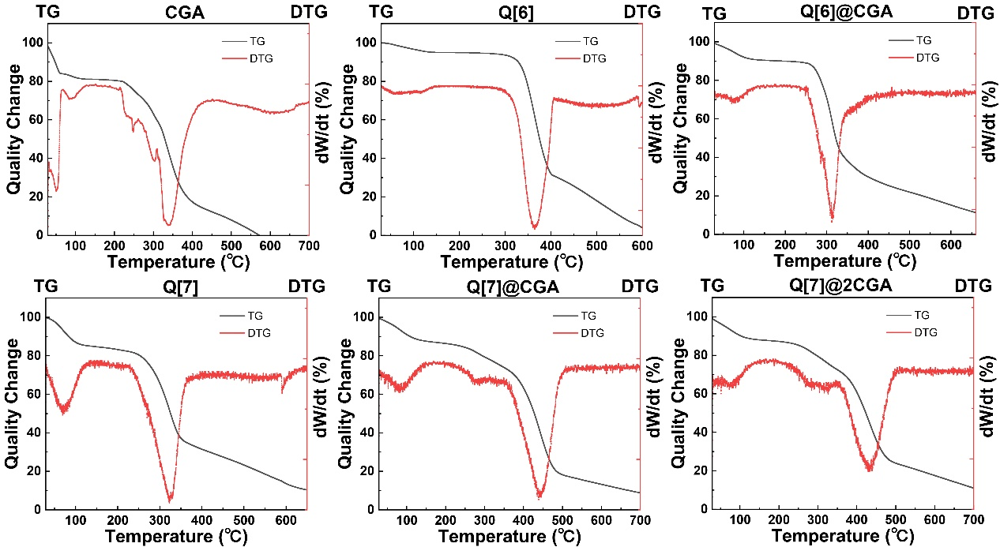 TG CGA DTG
TG
DTG
Quality Change
100
80
60
40
20
0
100 200 300 400 500 600 700
Temperature (℃)
dW/dt (%)
TG Q[6] DTG
TG
DTG
Quality Change
100
80
60
40
20
0
100 200 300 400 500 600
Temperature (℃)
dW/dt (%)
TG Q[6]@CGA DTG
TG
DTG
Quality Change
100
80
60
40
20
0
100 200 300 400 500 600
Temperature (℃)
dW/dt (%)
TG Q[7] DTG
TG
DTG
Quality Change
100
80
60
40
20
0
100 200 300 400 500 600
Temperature (℃)
dW/dt (%)
TG Q[7]@CGA DTG
TG
DTG
Quality Change
100
80
60
40
20
0
100 200 300 400 500 600 700
Temperature (℃)
dW/dt (%)
TG Q[7]@2CGA DTG
TG
DTG
Quality Change
100
80
60
40
20
0
100 200 300 400 500 600 700
Temperature (℃)
dW/dt (%)